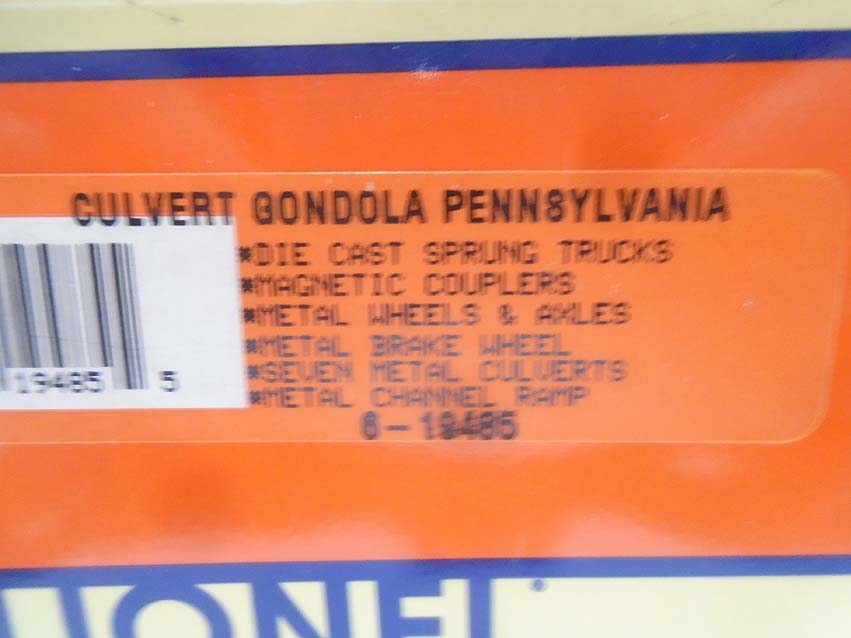 CULVERT GONDOLA PENNSYLVANIA
*DIE CAST SPRUNG TRUCKS
*MAGNETIC COUPLERS
*METAL WHEELS & AXLES
*METAL BRAKE WHEEL
*SEVEN METAL CULVERTS
*METAL CHANNEL RAMP
6-19485
19485 5
LIONEL